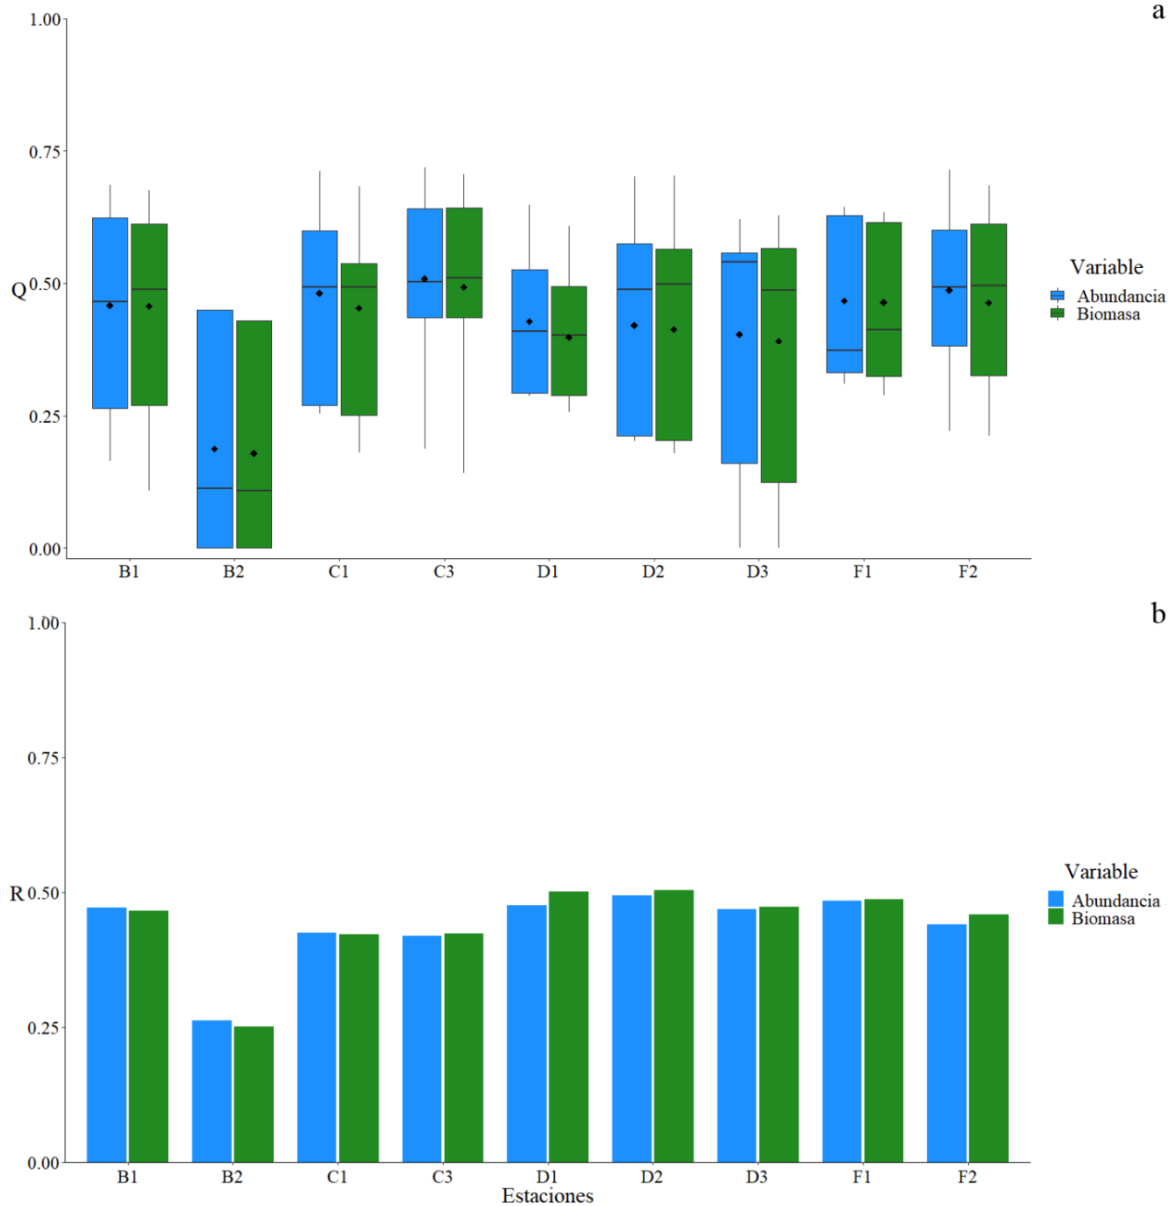 a
1.00
0.75
Q 0.50
0.25
0.00
B1 B2 C1 C3 D1 D2 D3 F1 F2
Variable
Abundancia
Biomasa
b
1.00
0.75
R 0.50
0.25
0.00
B1 B2 C1 C3 D1 D2 D3 F1 F2
Estaciones
Variable
Abundancia
Biomasa